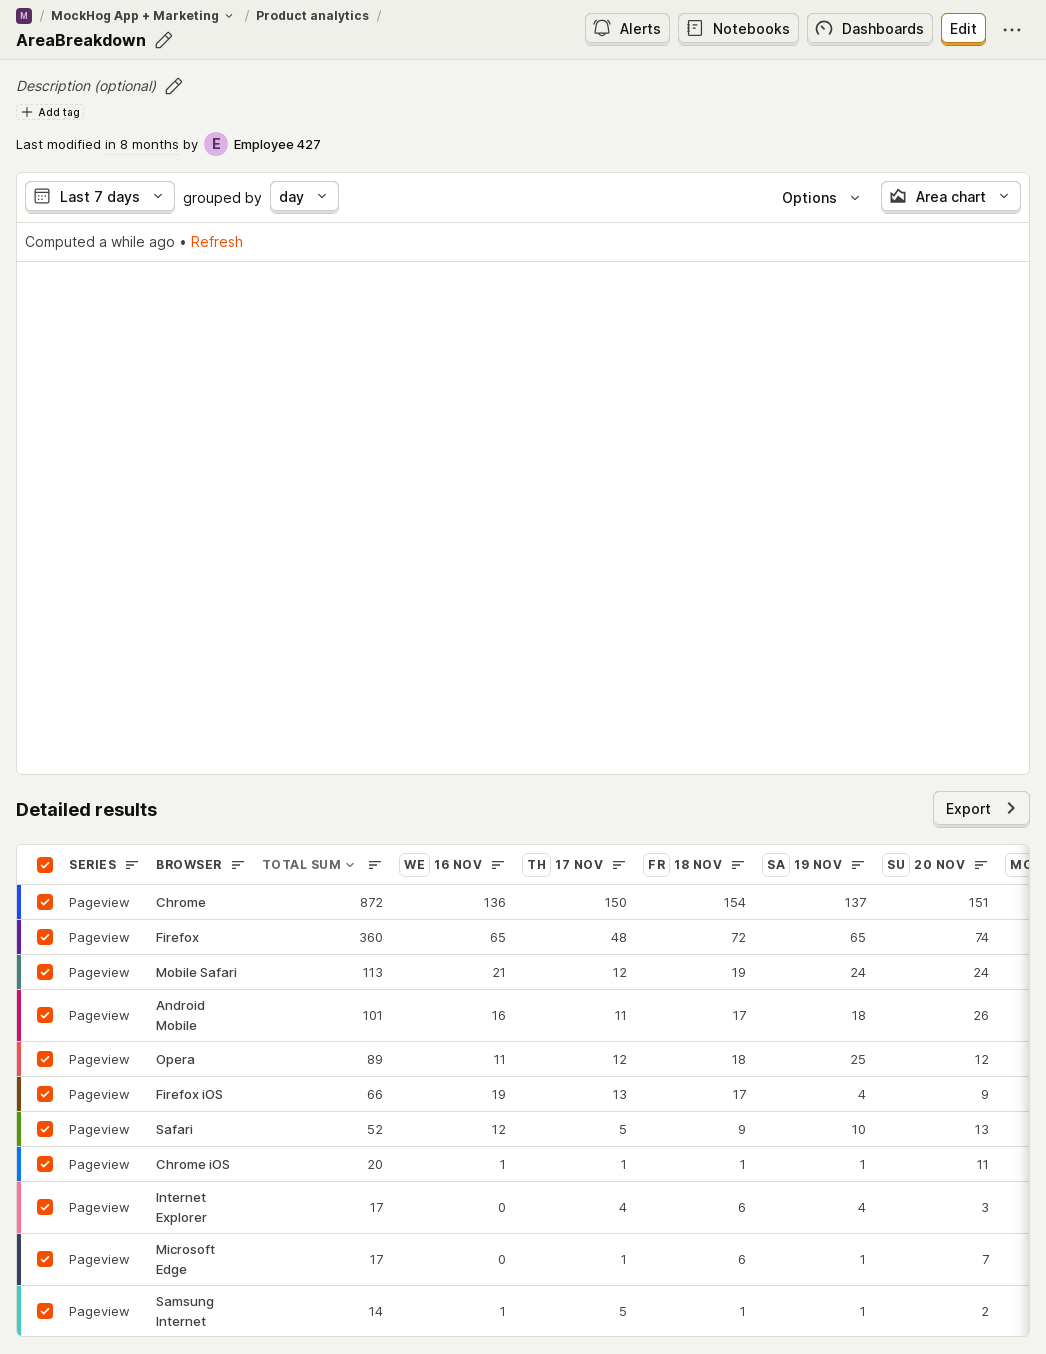 M / MockHog App + Marketing / Product analytics /
AreaBreakdown
Alerts Notebooks Dashboards Edit
Description (optional)
Add tag
Last modified in 8 months by E Employee 427
Last 7 days grouped by day Options Area chart
Computed a while ago • Refresh
Detailed results
Export
SERIES BROWSER TOTAL SUM WE 16 NOV TH 17 NOV FR 18 NOV SA 19 NOV SU 20 NOV
Pageview Chrome 872 136 150 154 137 151
Pageview Firefox 360 65 48 72 65 74
Pageview Mobile Safari 113 21 12 19 24 24
Pageview Android Mobile 101 16 11 17 18 26
Pageview Opera 89 11 12 18 25 12
Pageview Firefox iOS 66 19 13 17 4 9
Pageview Safari 52 12 5 9 10 13
Pageview Chrome iOS 20 1 1 1 1 11
Pageview Internet Explorer 17 0 4 6 4 3
Pageview Microsoft Edge 17 0 1 6 1 7
Pageview Samsung Internet 14 1 5 1 1 2